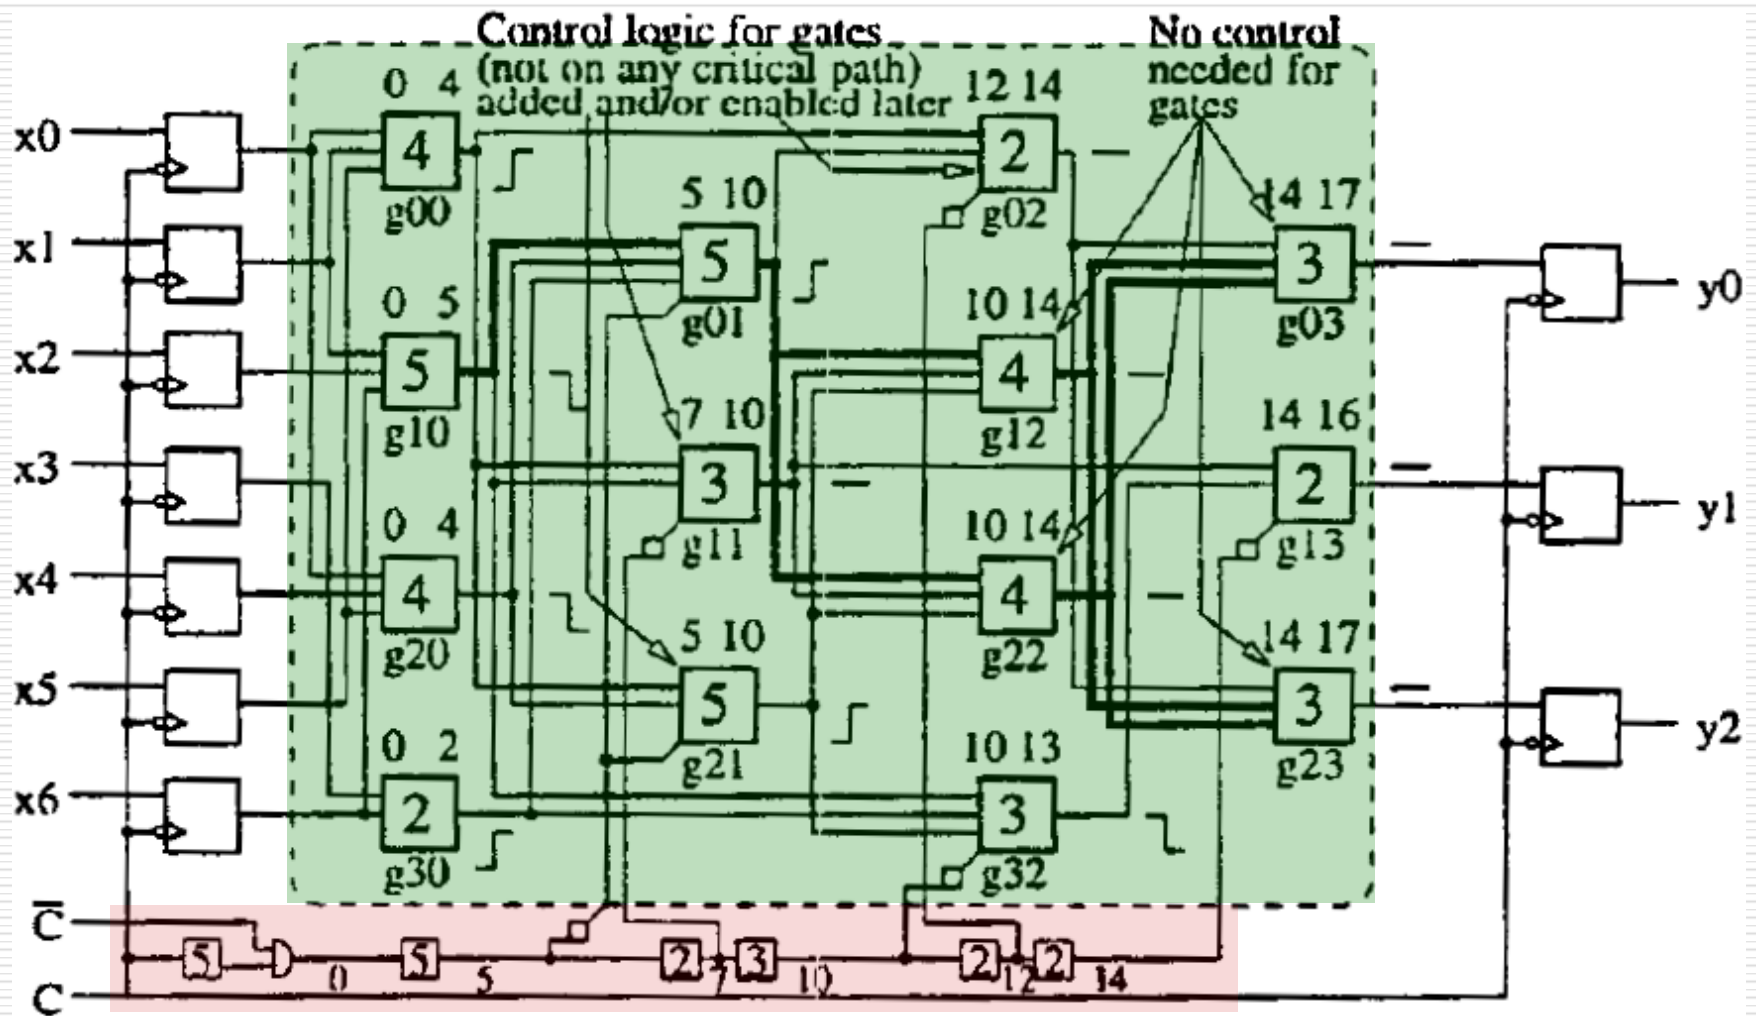 Control logic for gates
(not on any critical path)
added and/or enabled later
No control
needed for
gates
x0
x1
x2
x3
x4
x5
x6
C̅
C
0 4
4
g00
0 5
5
g10
0 4
4
g20
0 2
2
g30
5 10
5
g01
7 10
3
g11
5 10
5
g21
12 14
2
g02
10 14
4
g12
10 14
4
g22
10 13
3
g32
14 17
3
g03
14 16
2
g13
14 17
3
g23
y0
y1
y2
5 0 5 5 2 7 3 10 2 12 2 14